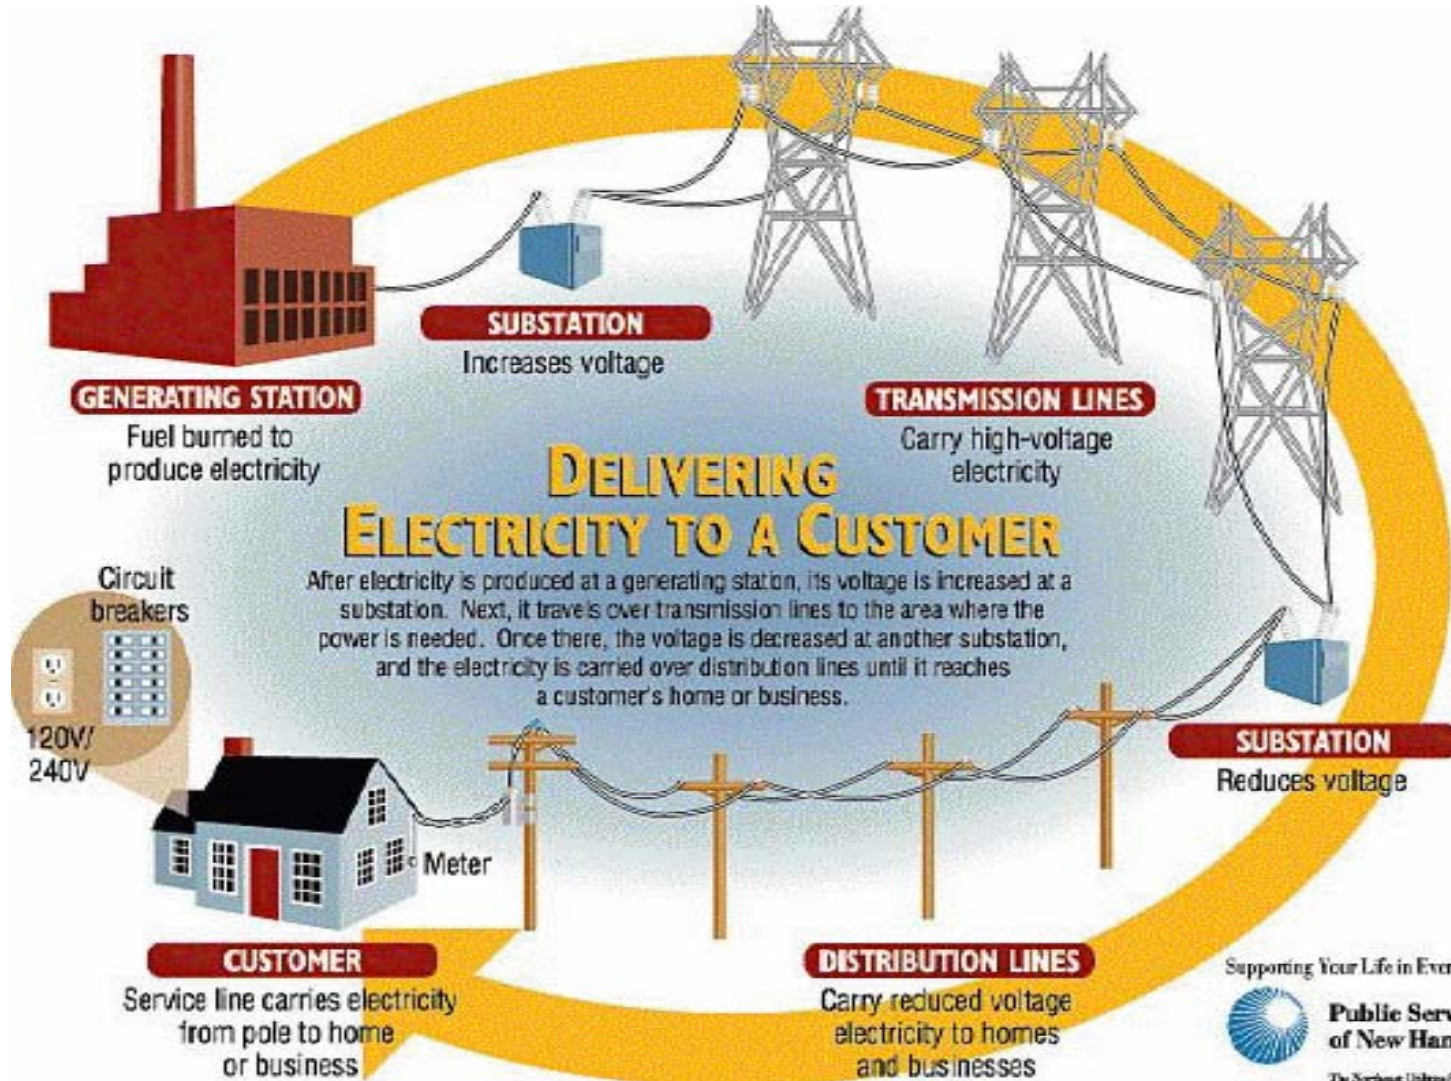 SUBSTATION
Increases voltage
GENERATING STATION
Fuel burned to
produce electricity
TRANSMISSION LINES
Carry high-voltage
electricity
DELIVERING
ELECTRICITY TO A CUSTOMER
After electricity is produced at a generating station, its voltage is increased at a
substation. Next, it travels over transmission lines to the area where the
power is needed. Once there, the voltage is decreased at another substation,
and the electricity is carried over distribution lines until it reaches
a customer's home or business.
Circuit
breakers
120V/
240V
SUBSTATION
Reduces voltage
Meter
CUSTOMER
Service line carries electricity
from pole to home
or business
DISTRIBUTION LINES
Carry reduced voltage
electricity to homes
and businesses
Supporting Your Life in Ever
Public Serv
of New Ham